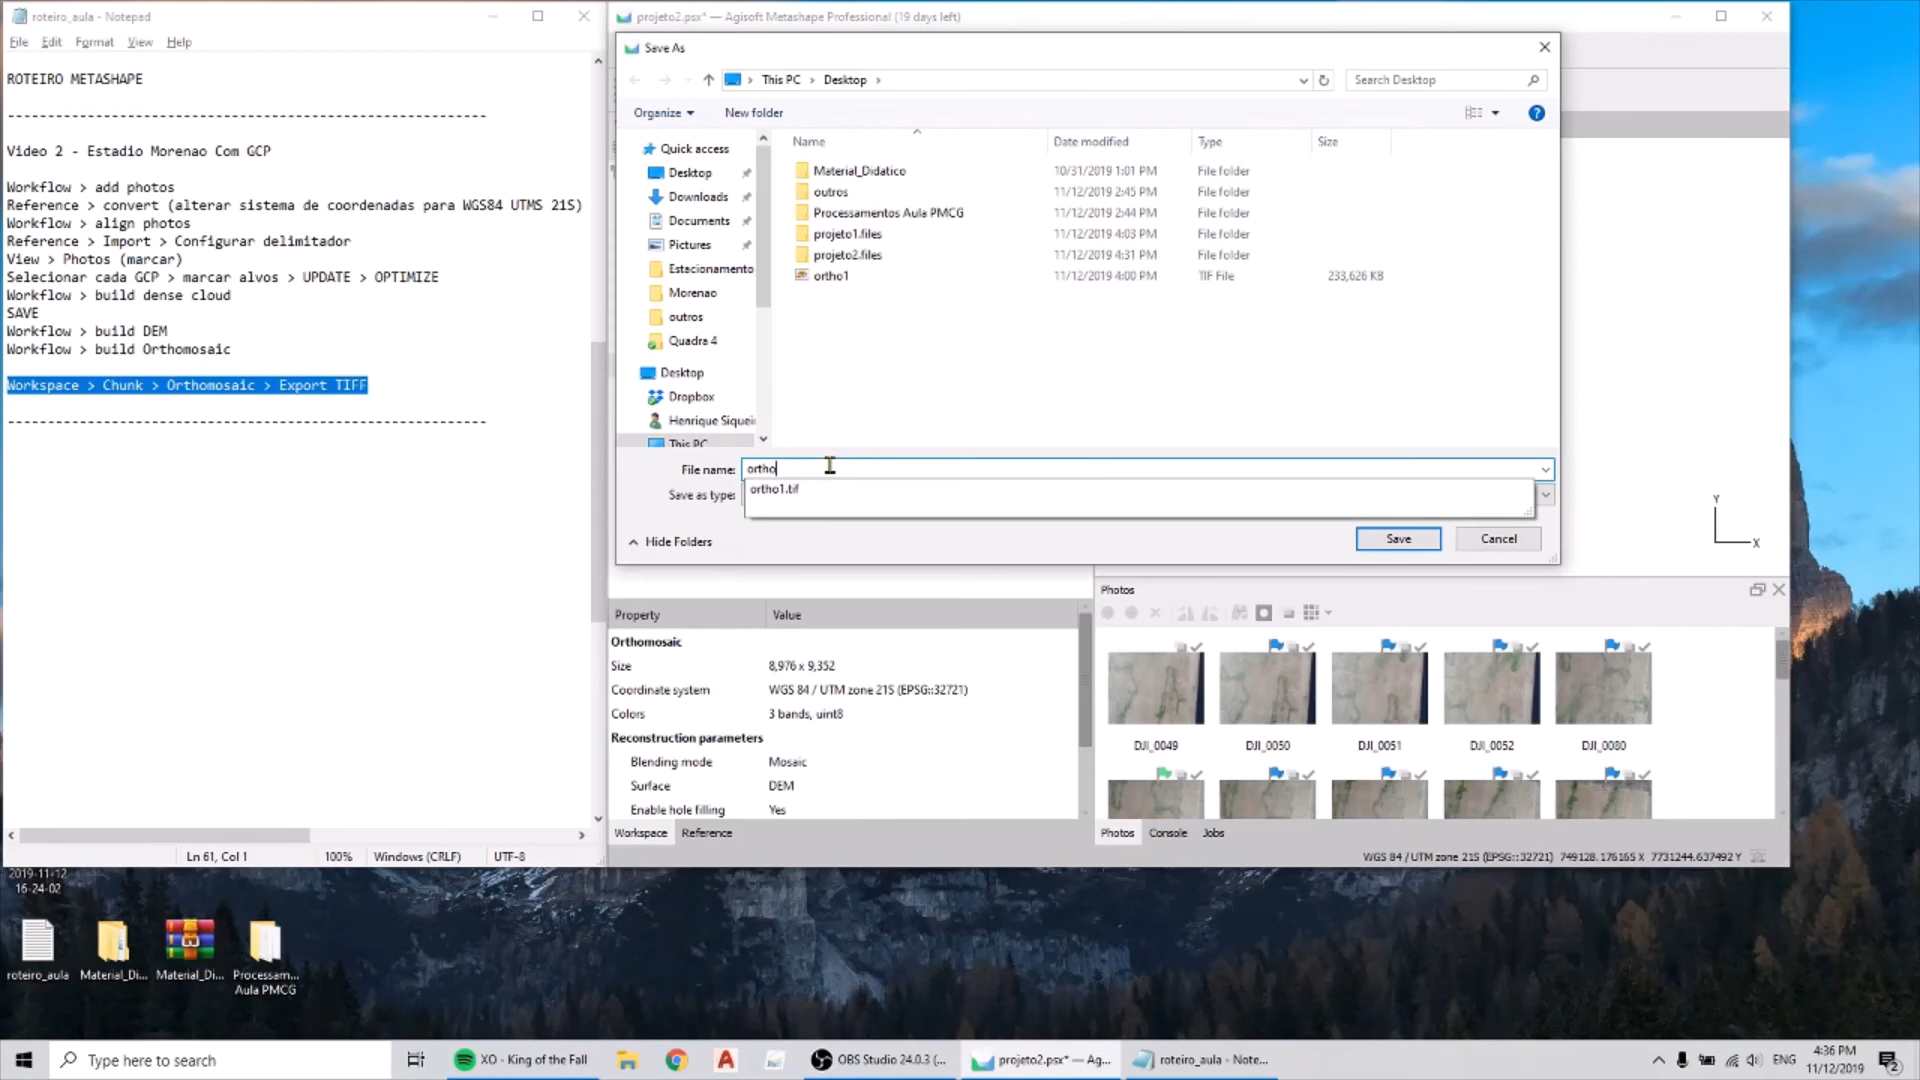 roteiro_aula - Notepad
File Edit Format View Help
ROTEIRO METASHAPE
------------------------------------------------------------
Video 2 - Estadio Morenao Com GCP
Workflow > add photos
Reference > convert (alterar sistema de coordenadas para WGS84 UTMS 21S)
Workflow > align photos
Reference > Import > Configurar delimitador
View > Photos (marcar)
Selecionar cada GCP > marcar alvos > UPDATE > OPTIMIZE
Workflow > build dense cloud
SAVE
Workflow > build DEM
Workflow > build Orthomosaic
Workspace > Chunk > Orthomosaic > Export TIFF
------------------------------------------------------------
Ln 61, Col 1 100% Windows (CRLF) UTF-8
projeto2.psx* — Agisoft Metashape Professional (19 days left)
Save As
This PC > Desktop >
Search Desktop
Organize New folder
Quick access
Desktop
Downloads
Documents
Pictures
Estacionamento
Morenao
outros
Quadra 4
Desktop
Dropbox
Henrique Siquei
This PC
Name Date modified Type Size
Material_Didatico 10/31/2019 1:01 PM File folder
outros 11/12/2019 2:45 PM File folder
Processamentos Aula PMCG 11/12/2019 2:44 PM File folder
projeto1.files 11/12/2019 4:03 PM File folder
projeto2.files 11/12/2019 4:31 PM File folder
ortho1 11/12/2019 4:00 PM TIF File 233,626 KB
File name: ortho
ortho1.tif
Save as type:
Hide Folders
Save Cancel
Y
X
Property Value
Orthomosaic
Size 8,976 x 9,352
Coordinate system WGS 84 / UTM zone 21S (EPSG::32721)
Colors 3 bands, uint8
Reconstruction parameters
Blending mode Mosaic
Surface DEM
Enable hole filling Yes
Workspace Reference
Photos
DJI_0049 DJI_0050 DJI_0051 DJI_0052 DJI_0080
Photos Console Jobs
WGS 84 / UTM zone 21S (EPSG::32721) 749128.176165 X 7731244.637492 Y
2019-11-12
16-24-02
roteiro_aula
Material_Di...
Material_Di...
Processam...
Aula PMCG
Type here to search
XO - King of the Fall
OBS Studio 24.0.3 (...
projeto2.psx* — Ag...
roteiro_aula - Note...
ENG
4:36 PM
11/12/2019
2